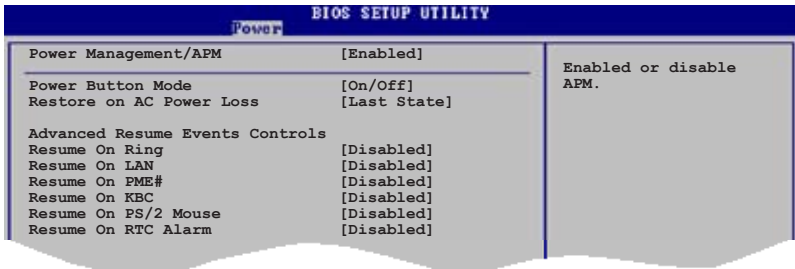 BIOS SETUP UTILITY
Power
Power Management/APM [Enabled]
Power Button Mode [On/Off]
Restore on AC Power Loss [Last State]
Advanced Resume Events Controls
Resume On Ring [Disabled]
Resume On LAN [Disabled]
Resume On PME# [Disabled]
Resume On KBC [Disabled]
Resume On PS/2 Mouse [Disabled]
Resume On RTC Alarm [Disabled]
Enabled or disable
APM.